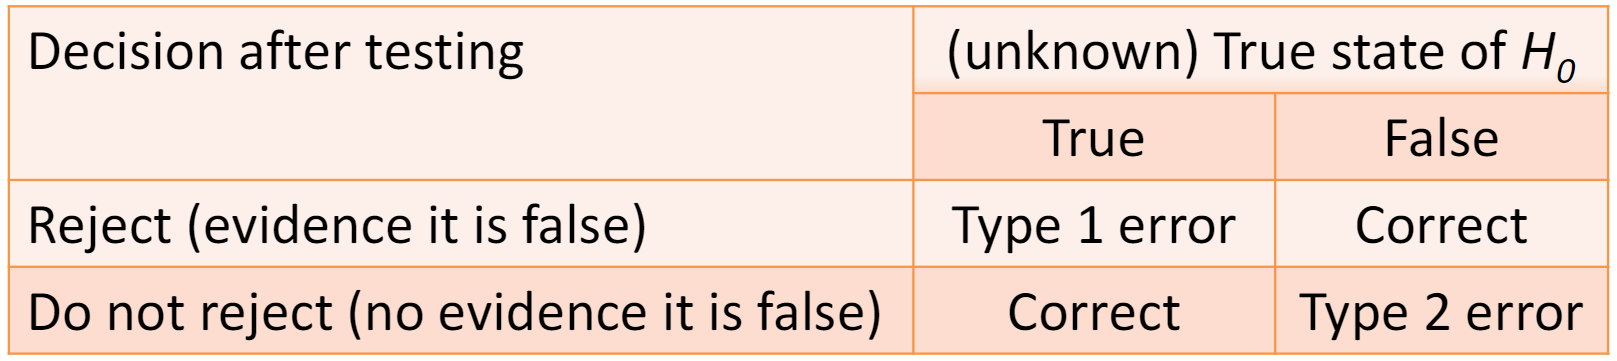 Decision after testing
(unknown) True state of H0
True
False
Reject (evidence it is false)
Type 1 error
Correct
Do not reject (no evidence it is false)
Correct
Type 2 error